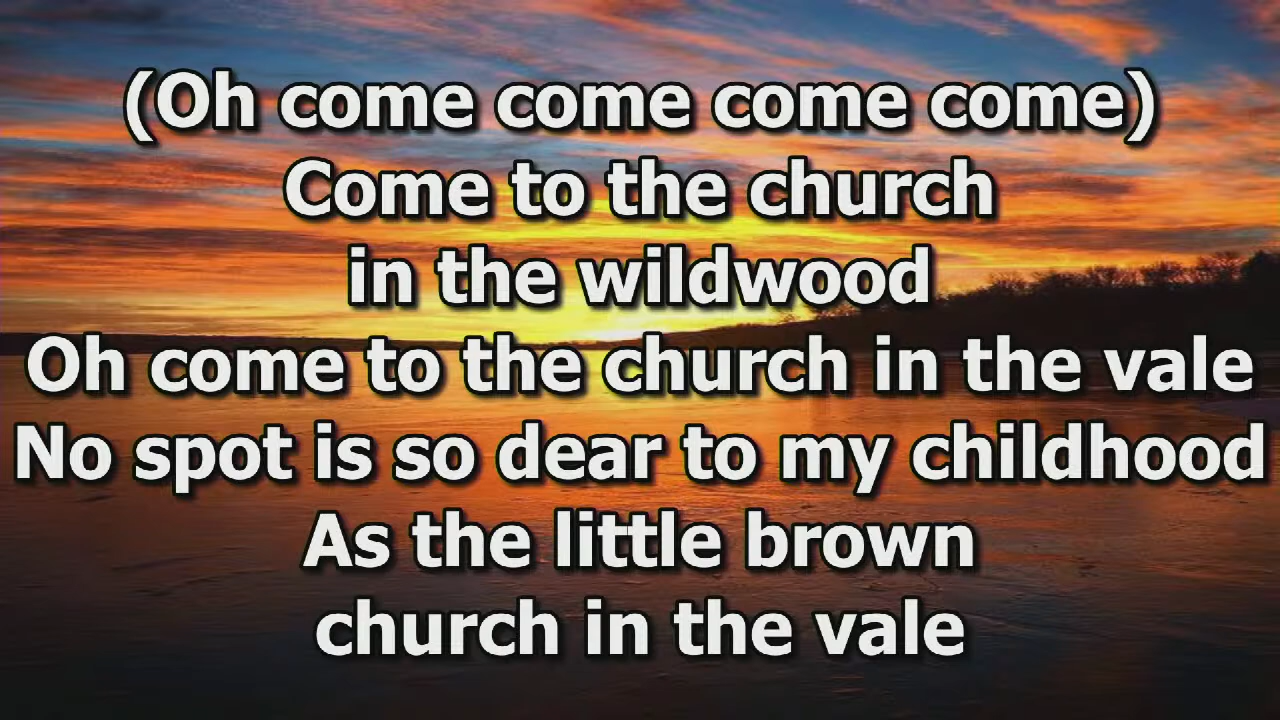 (Oh come come come come)
Come to the church
in the wildwood
Oh come to the church in the vale
No spot is so dear to my childhood
As the little brown
church in the vale